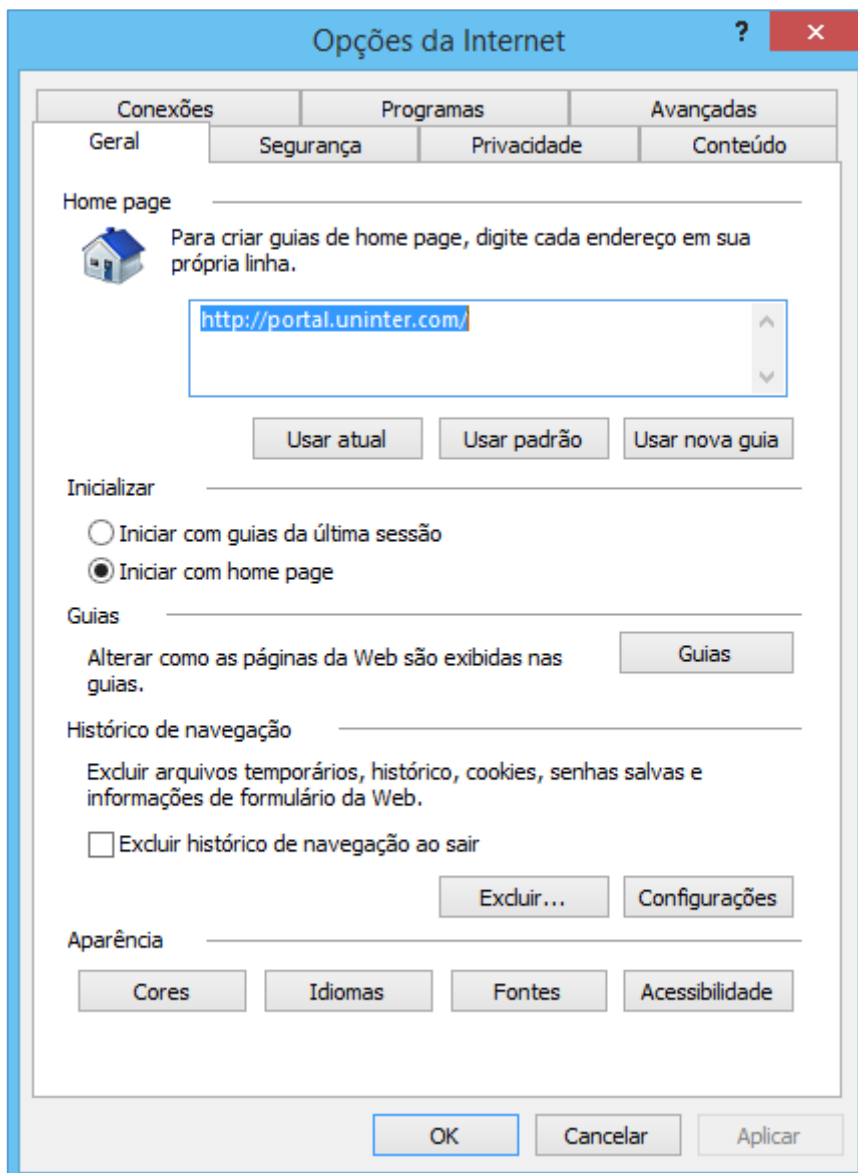 Opções da Internet
?
Conexões Programas Avançadas
Geral Segurança Privacidade Conteúdo
Home page
Para criar guias de home page, digite cada endereço em sua
própria linha.
http://portal.uninter.com/
Usar atual Usar padrão Usar nova guia
Inicializar
Iniciar com guias da última sessão
Iniciar com home page
Guias
Alterar como as páginas da Web são exibidas nas
guias.
Guias
Histórico de navegação
Excluir arquivos temporários, histórico, cookies, senhas salvas e
informações de formulário da Web.
Excluir histórico de navegação ao sair
Excluir... Configurações
Aparência
Cores Idiomas Fontes Acessibilidade
OK Cancelar Aplicar